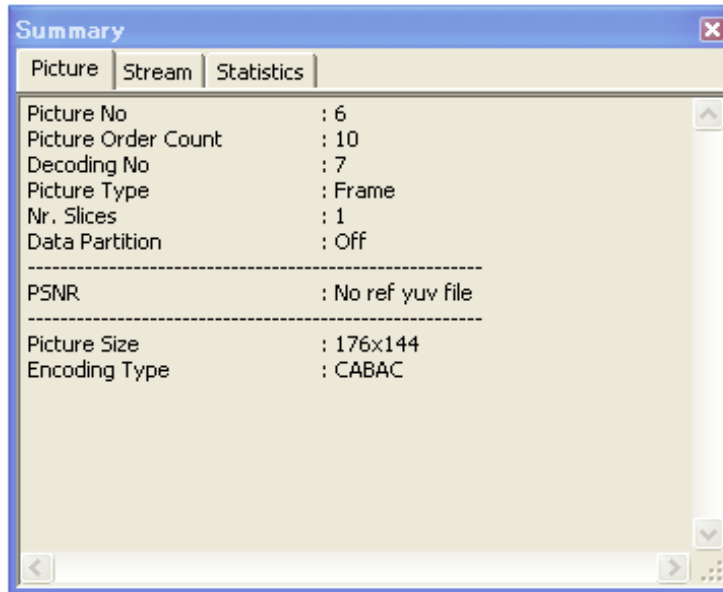 Summary
Picture Stream Statistics
Picture No : 6
Picture Order Count : 10
Decoding No : 7
Picture Type : Frame
Nr. Slices : 1
Data Partition : Off
--------------------------------------------------------
PSNR : No ref yuv file
--------------------------------------------------------
Picture Size : 176x144
Encoding Type : CABAC